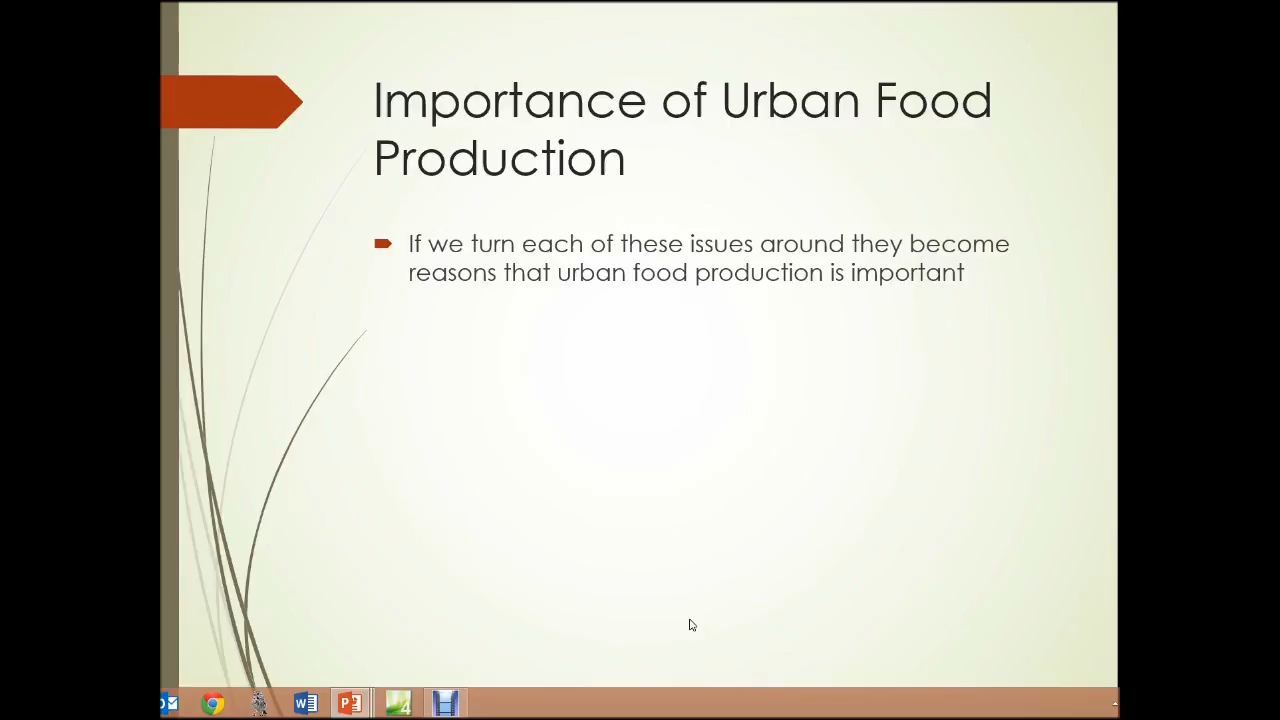 Importance of Urban Food
Production
If we turn each of these issues around they become
reasons that urban food production is important